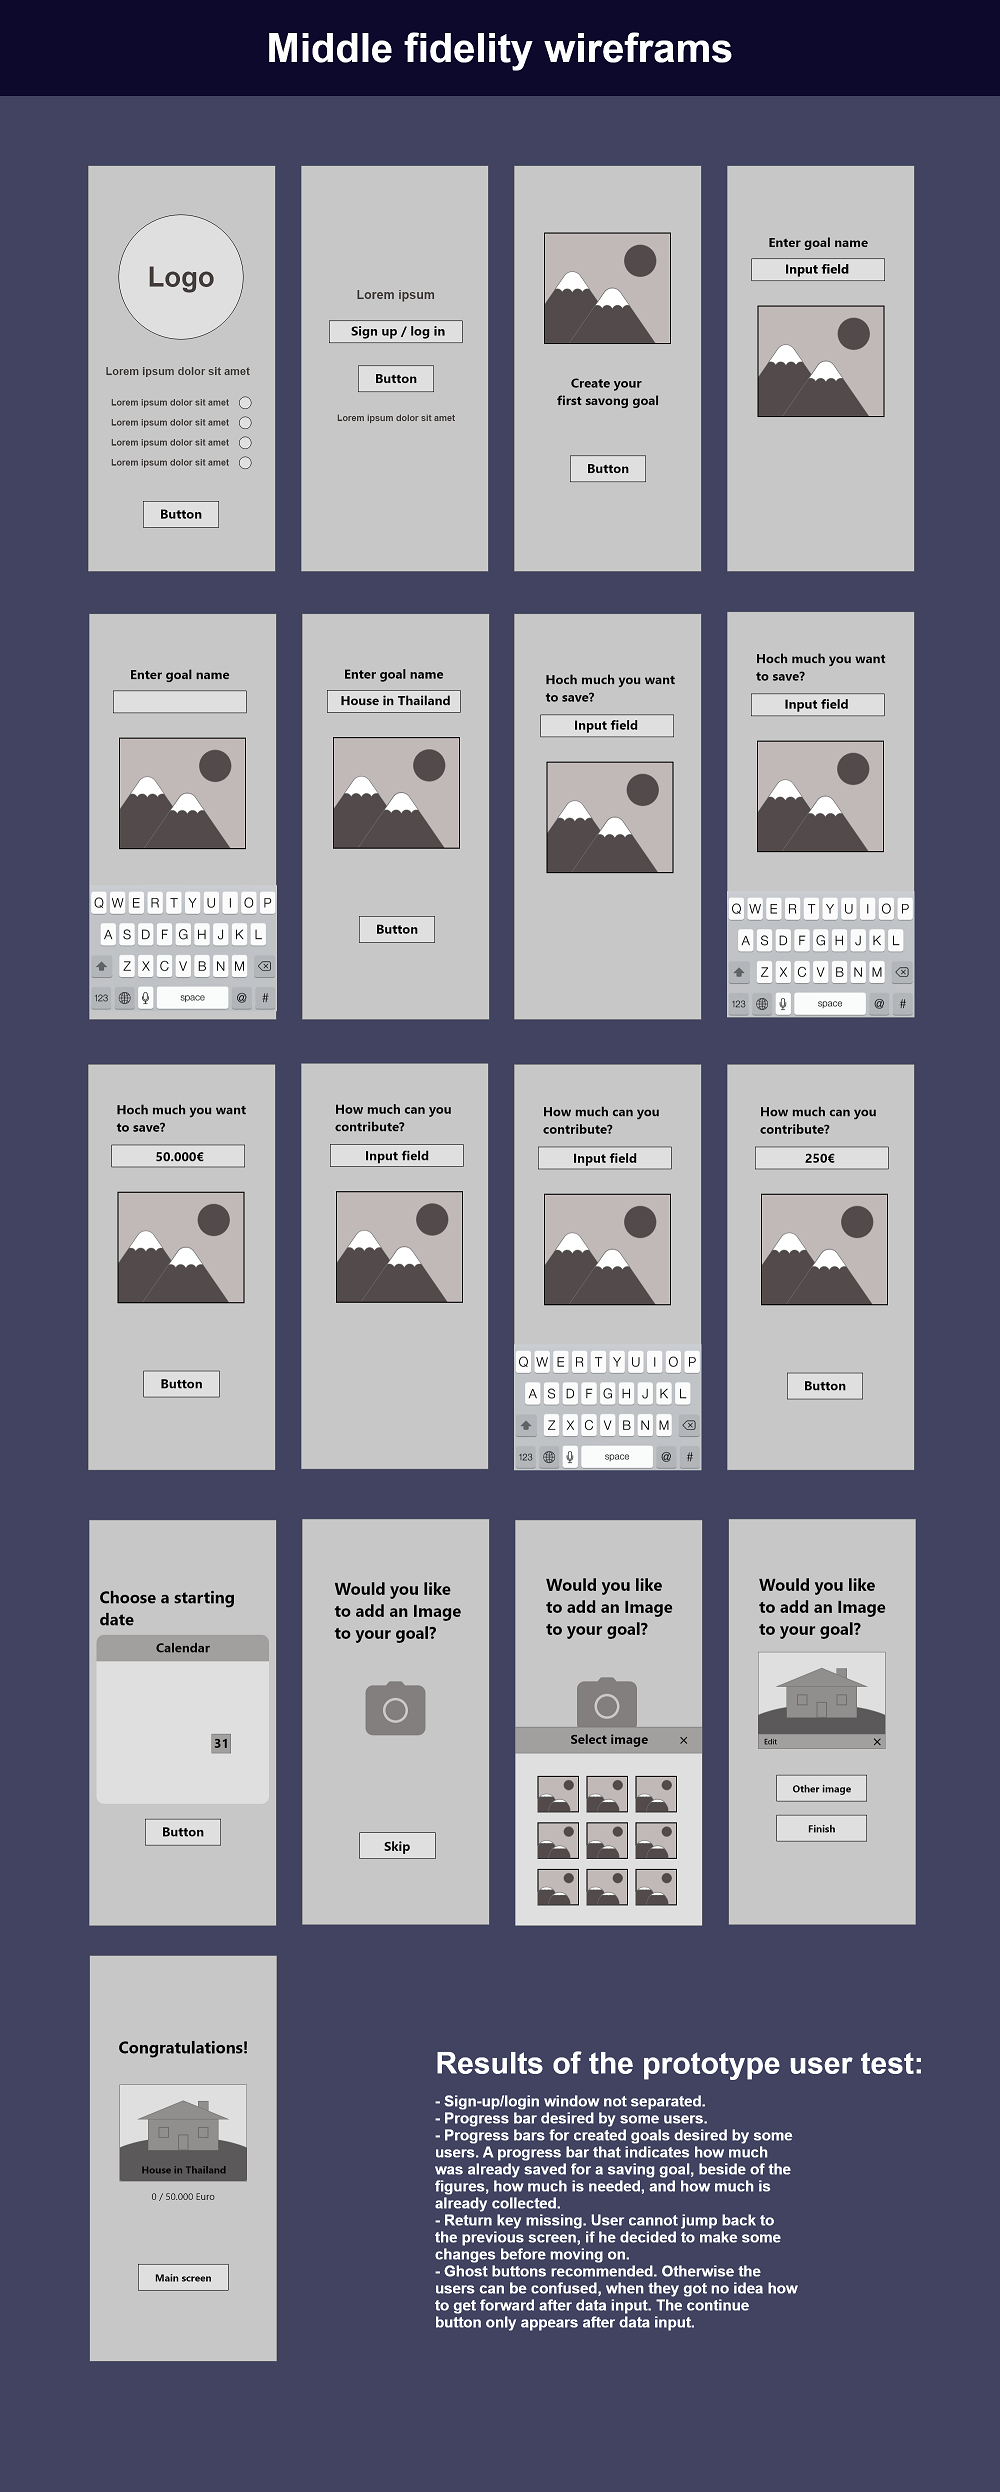 Middle fidelity wireframs
Logo
Lorem ipsum dolor sit amet
Lorem ipsum dolor sit amet
Lorem ipsum dolor sit amet
Lorem ipsum dolor sit amet
Lorem ipsum dolor sit amet
Button
Lorem ipsum
Sign up / log in
Button
Lorem ipsum dolor sit amet
Create your
first savong goal
Button
Enter goal name
Input field
Enter goal name
Q W E R T Y U I O P
A S D F G H J K L
Z X C V B N M
123 space @ #
Enter goal name
House in Thailand
Button
Hoch much you want
to save?
Input field
Hoch much you want
to save?
Input field
Q W E R T Y U I O P
A S D F G H J K L
Z X C V B N M
123 space @ #
Hoch much you want
to save?
50.000€
Button
How much can you
contribute?
Input field
How much can you
contribute?
Input field
Q W E R T Y U I O P
A S D F G H J K L
Z X C V B N M
123 space @ #
How much can you
contribute?
250€
Button
Choose a starting
date
Calendar
31
Button
Would you like
to add an Image
to your goal?
Skip
Would you like
to add an Image
to your goal?
Select image ×
Would you like
to add an Image
to your goal?
Edit ×
Other image
Finish
Congratulations!
House in Thailand
0 / 50.000 Euro
Main screen
Results of the prototype user test:
- Sign-up/login window not separated.
- Progress bar desired by some users.
- Progress bars for created goals desired by some
users. A progress bar that indicates how much
was already saved for a saving goal, beside of the
figures, how much is needed, and how much is
already collected.
- Return key missing. User cannot jump back to
the previous screen, if he decided to make some
changes before moving on.
- Ghost buttons recommended. Otherwise the
users can be confused, when they got no idea how
to get forward after data input. The continue
button only appears after data input.